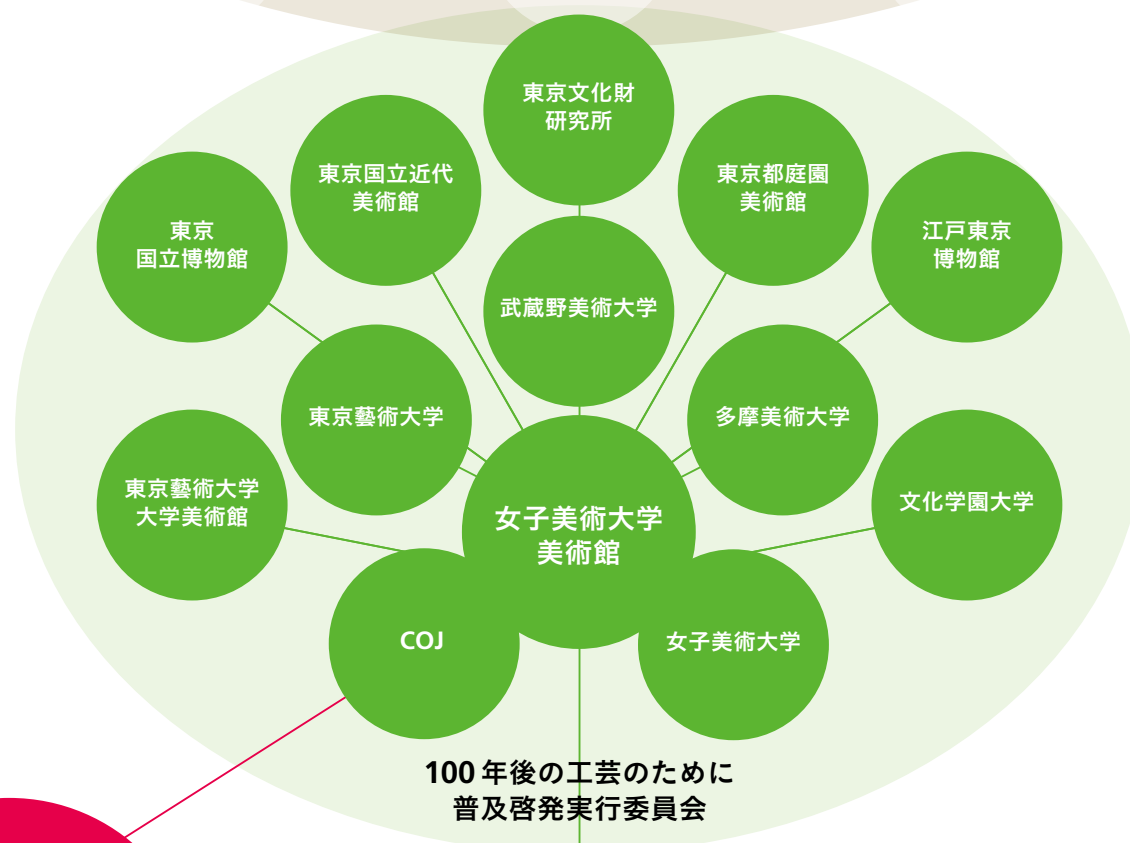 東京文化財
研究所
東京国立近代
美術館
東京都庭園
美術館
東京
国立博物館
江戸東京
博物館
武蔵野美術大学
東京藝術大学
多摩美術大学
東京藝術大学
大学美術館
文化学園大学
女子美術大学
美術館
COJ
女子美術大学
100年後の工芸のために
普及啓発実行委員会